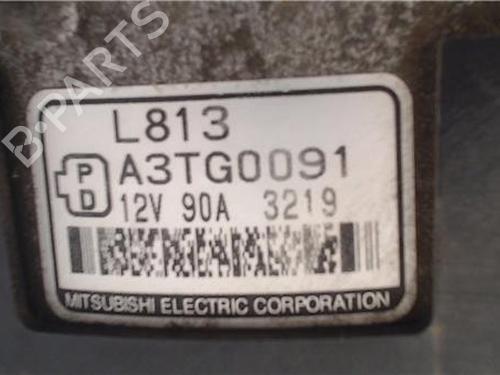 B-PARTS
L813
P D A3TG0091
12V 90A 3219
MITSUBISHI ELECTRIC CORPORATION